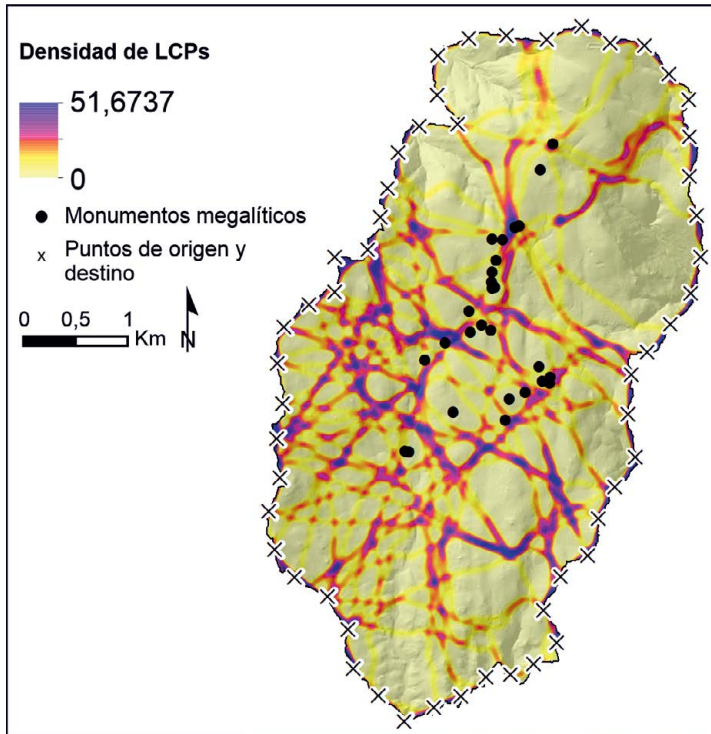 Densidad de LCPs
51,6737
0
Monumentos megalíticos
x Puntos de origen y
destino
0 0,5 1
Km
N